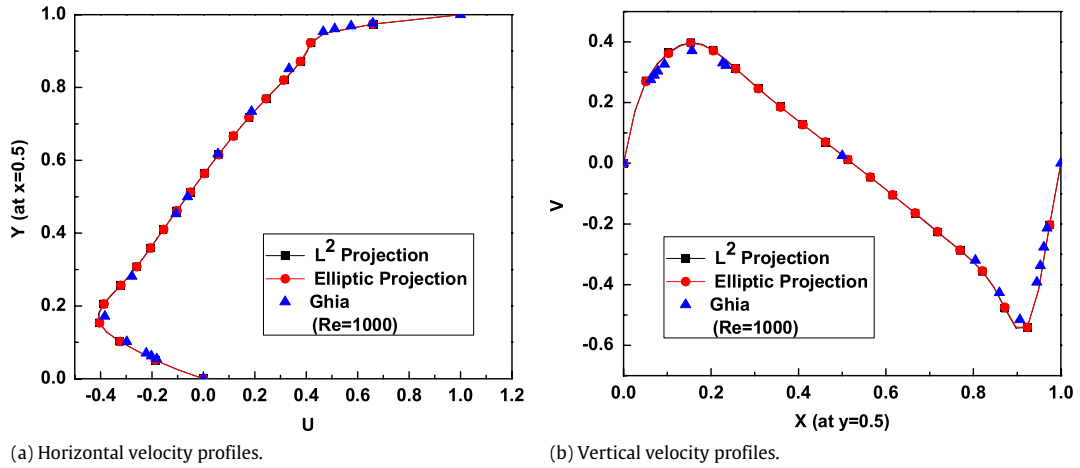 1.0
0.8
0.6
0.4
0.2
0.0
Y (at x=0.5)
-0.4 -0.2 0.0 0.2 0.4 0.6 0.8 1.0 1.2
U
L2 Projection
Elliptic Projection
Ghia
(Re=1000)
(a) Horizontal velocity profiles.
0.4
0.2
0.0
-0.2
-0.4
-0.6
V
0.0 0.2 0.4 0.6 0.8 1.0
X (at y=0.5)
L2 Projection
Elliptic Projection
Ghia
(Re=1000)
(b) Vertical velocity profiles.